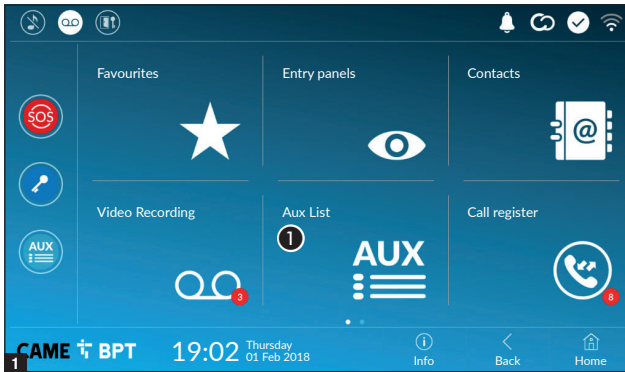 Favourites
Entry panels
Contacts
SOS
@
Video Recording
Aux List
Call register
1
AUX
AUX
3
8
CAME BPT
19:02
Thursday
01 Feb 2018
i
Info
Back
Home
1